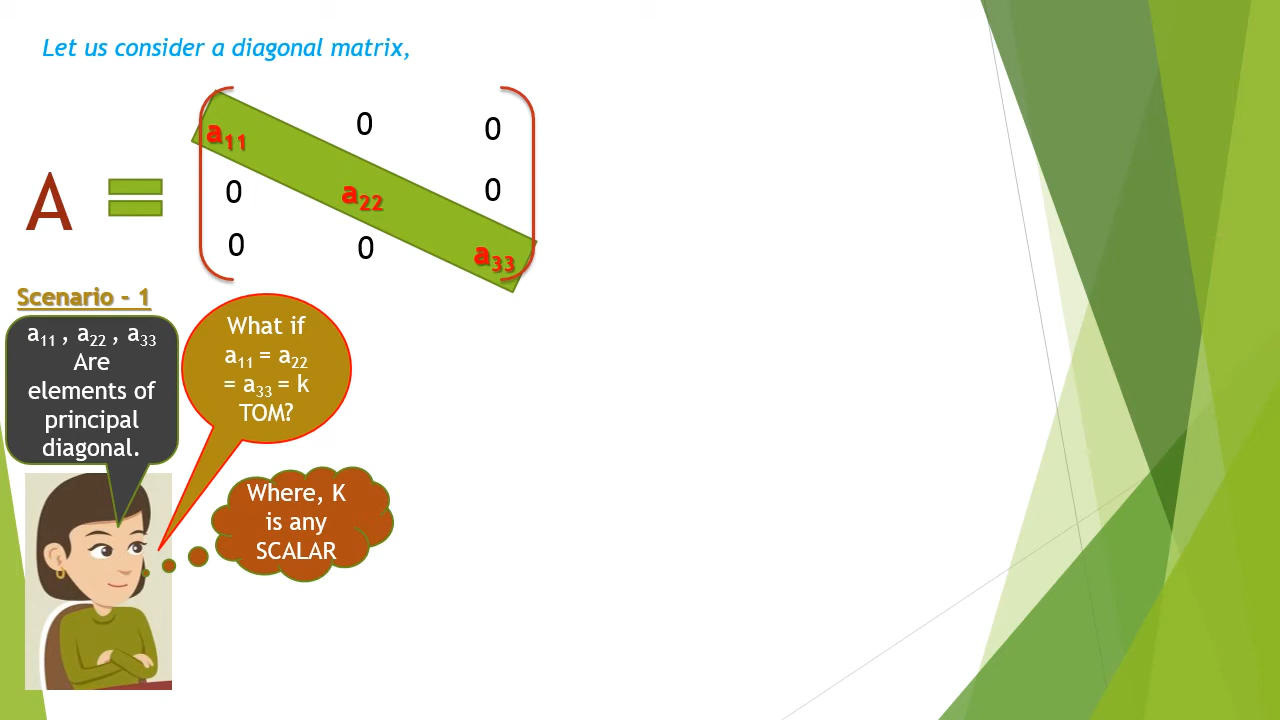 Let us consider a diagonal matrix,
a₁₁ 0 0
A = 0 a₂₂ 0
0 0 a₃₃
Scenario - 1
a₁₁ , a₂₂ , a₃₃
Are
elements of
principal
diagonal.
What if
a₁₁ = a₂₂
= a₃₃ = k
TOM?
Where, K
is any
SCALAR